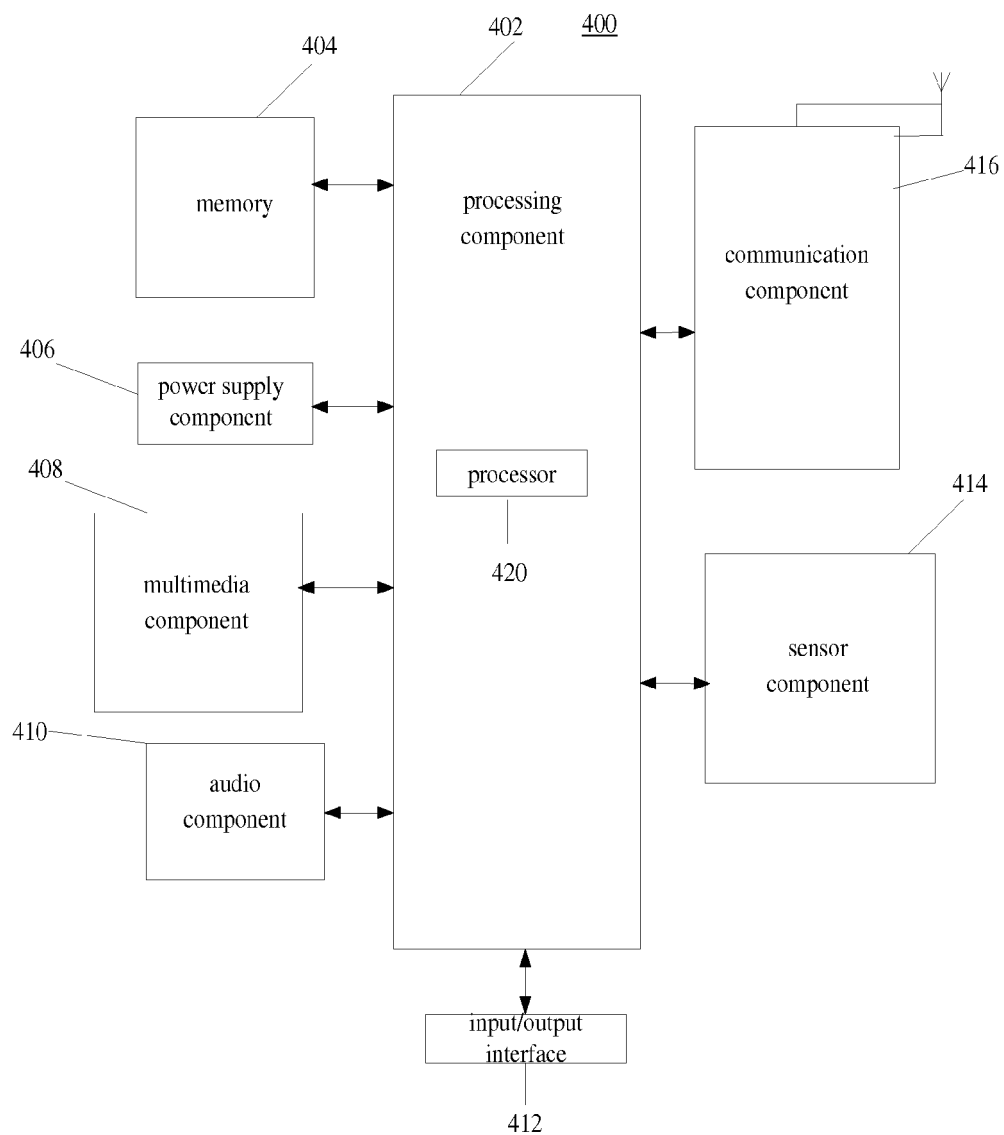 400
402
404
memory
processing
component
416
communication
component
406
power supply
component
408
processor
420
414
multimedia
component
sensor
component
410
audio
component
input/output
interface
412